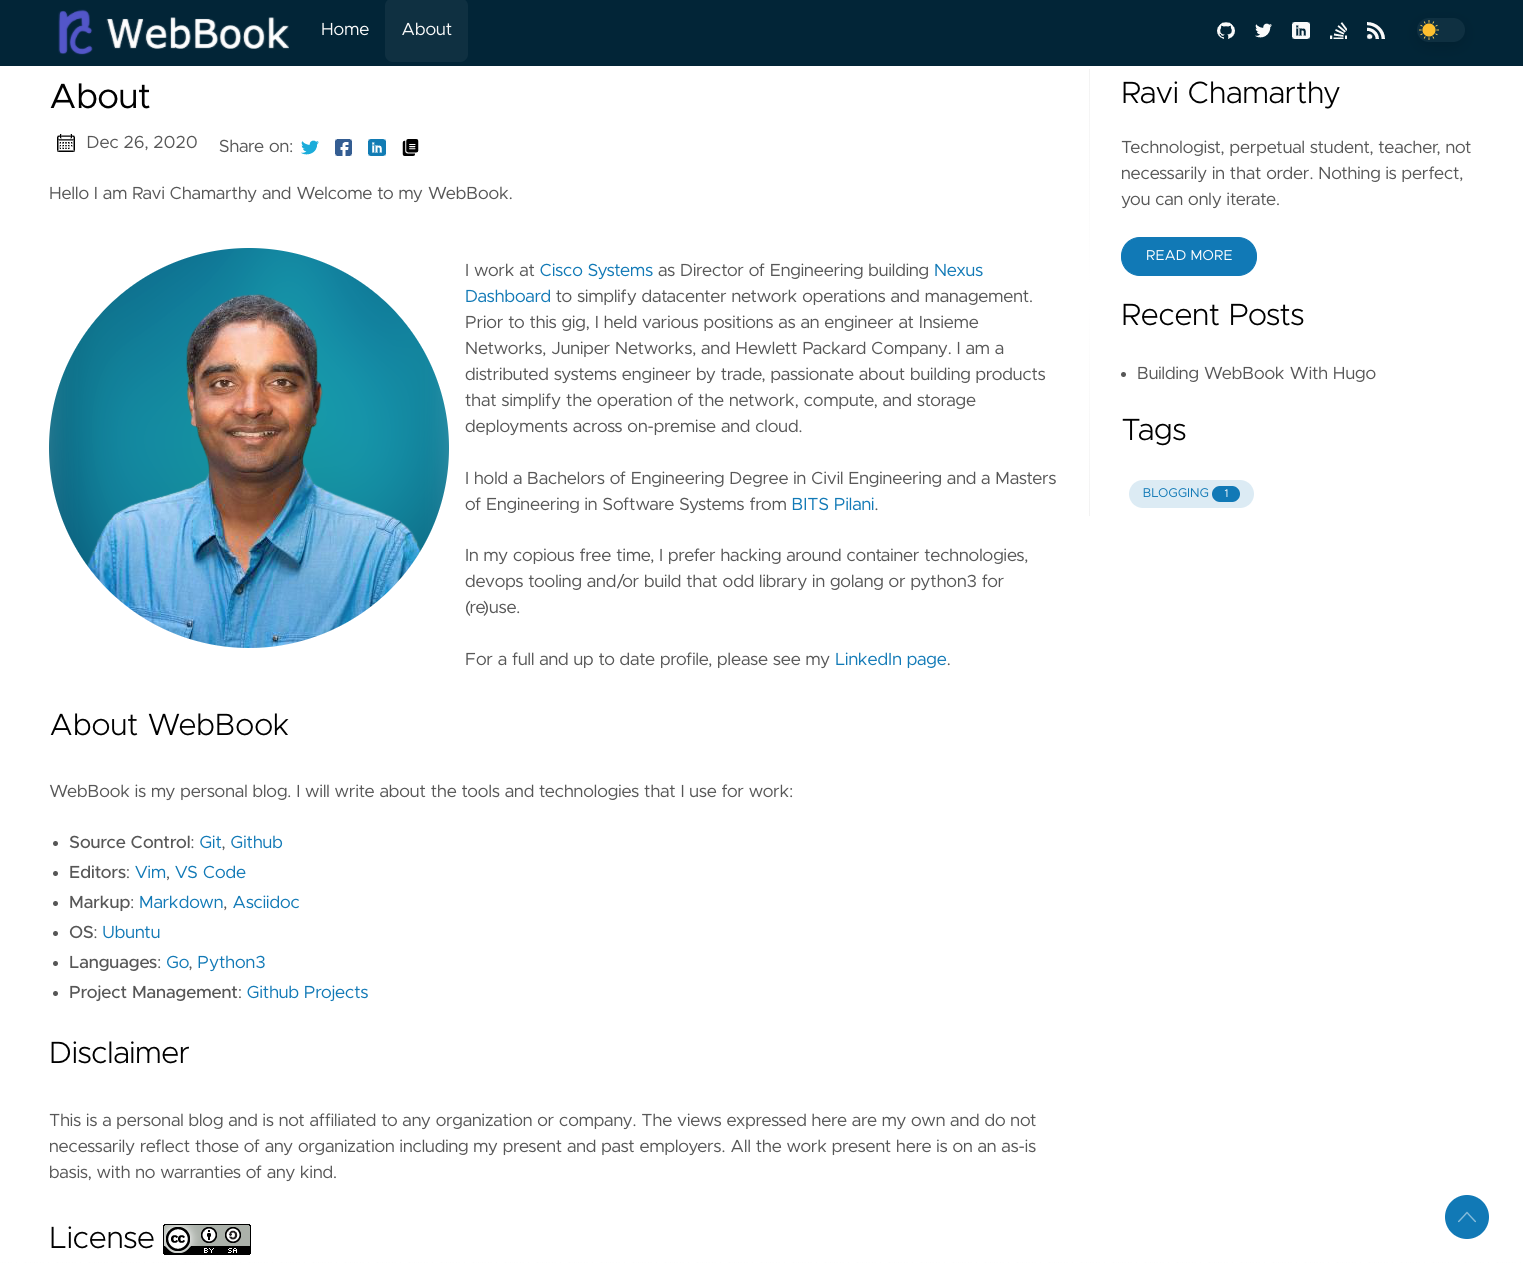 rc WebBook Home About
About
Dec 26, 2020 Share on:
Hello I am Ravi Chamarthy and Welcome to my WebBook.
I work at Cisco Systems as Director of Engineering building Nexus
Dashboard to simplify datacenter network operations and management.
Prior to this gig, I held various positions as an engineer at Insieme
Networks, Juniper Networks, and Hewlett Packard Company. I am a
distributed systems engineer by trade, passionate about building products
that simplify the operation of the network, compute, and storage
deployments across on-premise and cloud.
I hold a Bachelors of Engineering Degree in Civil Engineering and a Masters
of Engineering in Software Systems from BITS Pilani.
In my copious free time, I prefer hacking around container technologies,
devops tooling and/or build that odd library in golang or python3 for
(re)use.
For a full and up to date profile, please see my LinkedIn page.
About WebBook
WebBook is my personal blog. I will write about the tools and technologies that I use for work:
• Source Control: Git, Github
• Editors: Vim, VS Code
• Markup: Markdown, Asciidoc
• OS: Ubuntu
• Languages: Go, Python3
• Project Management: Github Projects
Disclaimer
This is a personal blog and is not affiliated to any organization or company. The views expressed here are my own and do not
necessarily reflect those of any organization including my present and past employers. All the work present here is on an as-is
basis, with no warranties of any kind.
License cc BY SA
Ravi Chamarthy
Technologist, perpetual student, teacher, not
necessarily in that order. Nothing is perfect,
you can only iterate.
READ MORE
Recent Posts
• Building WebBook With Hugo
Tags
BLOGGING 1